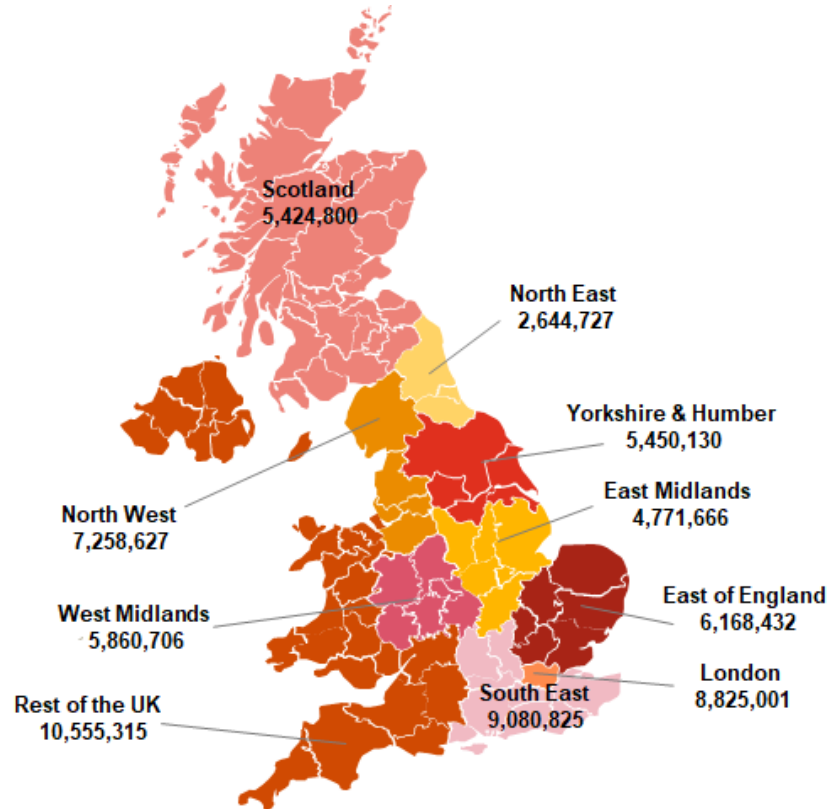 Scotland
5,424,800
North East
2,644,727
Yorkshire & Humber
5,450,130
East Midlands
4,771,666
North West
7,258,627
West Midlands
5,860,706
East of England
6,168,432
London
8,825,001
South East
9,080,825
Rest of the UK
10,555,315